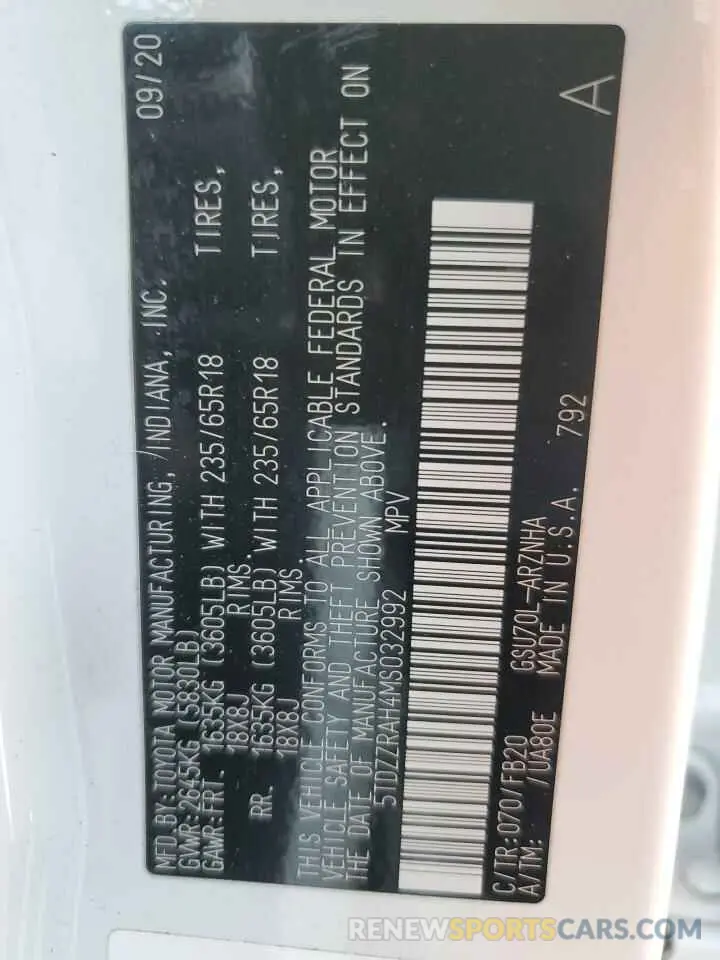 MFD BY:TOYOTA MOTOR MANUFACTURING, INDIANA, INC. 09/20
GVWR:2645KG (5830LB)
GAWR:FRT. 1635KG (3605LB) WITH 235/65R18 TIRES,
18X8J RIMS.
RR. 1635KG (3605LB) WITH 235/65R18 TIRES,
18X8J RIMS.
THIS VEHICLE CONFORMS TO ALL APPLICABLE FEDERAL MOTOR
VEHICLE SAFETY AND THEFT PREVENTION STANDARDS IN EFFECT ON
THE DATE OF MANUFACTURE SHOWN ABOVE.
5TDZZRAH4MS032992 MPV
C/TR:070/FB20 GSU70L-ARZNHA
A/TM: /UA80E MADE IN U.S.A. 792
A
RENEWSPORTSCARS.COM